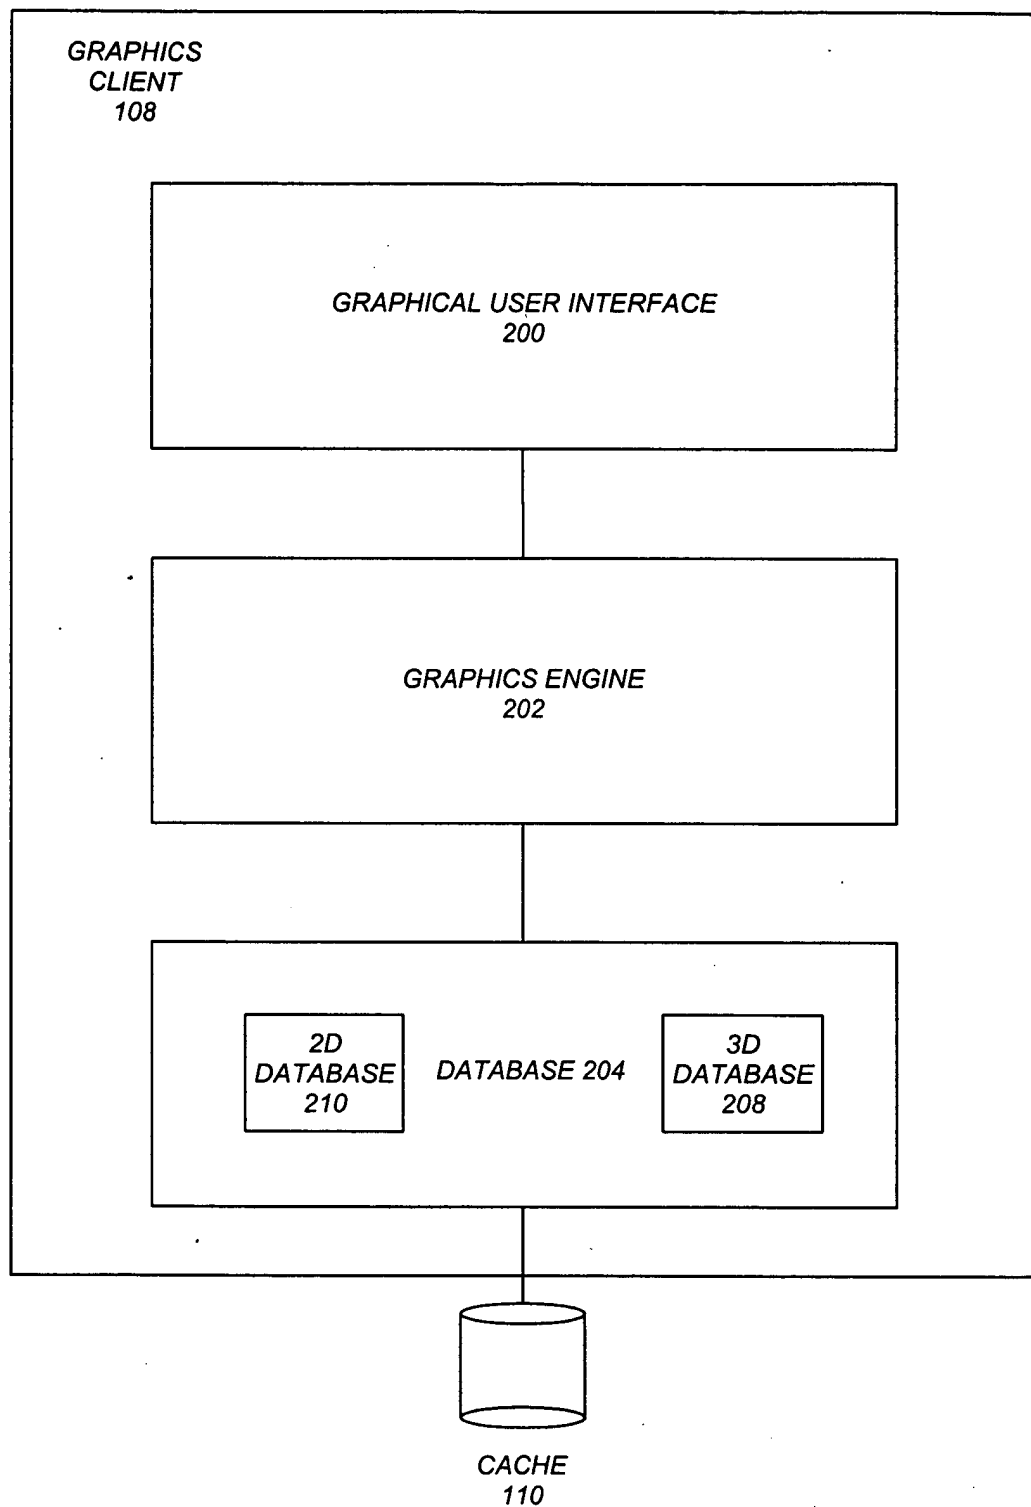 GRAPHICS
CLIENT
108
GRAPHICAL USER INTERFACE
200
GRAPHICS ENGINE
202
2D
DATABASE
210
DATABASE 204
3D
DATABASE
208
CACHE
110